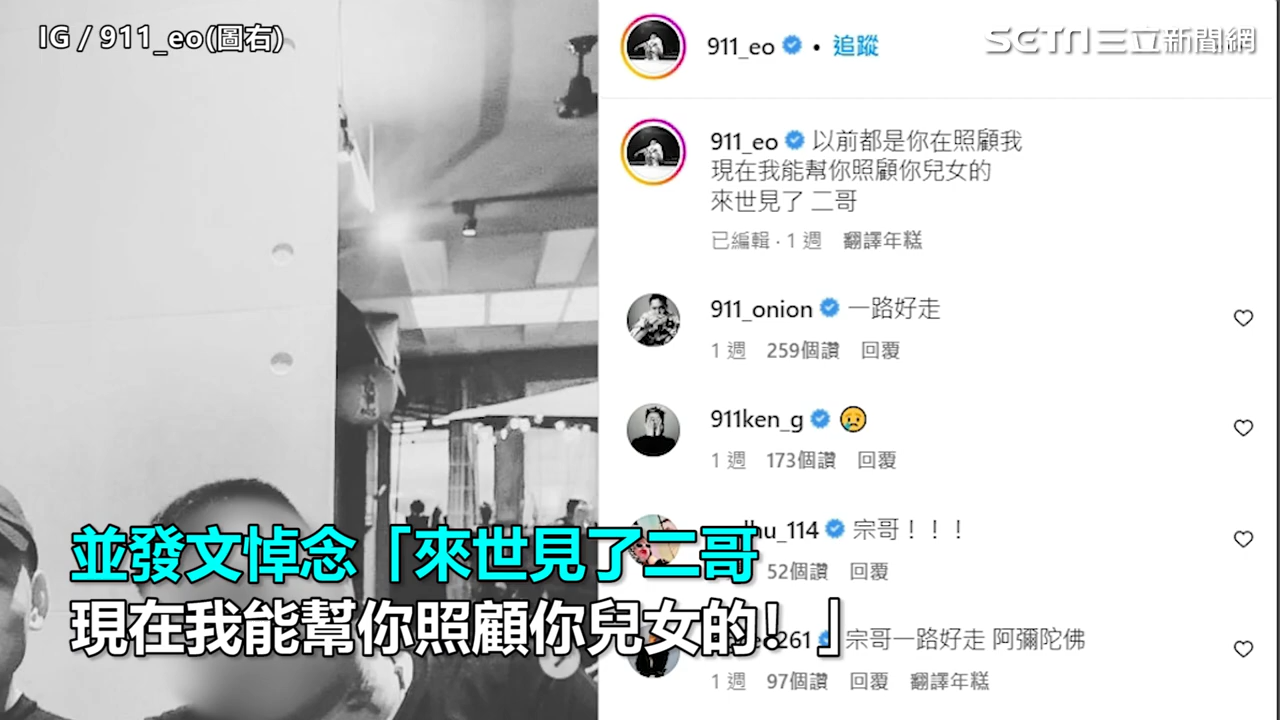 IG / 911_eo(圖右)
SETN三立新聞網
911_eo • 追蹤
911_eo 以前都是你在照顧我
現在我能幫你照顧你兒女的
來世見了 二哥
已編輯 · 1 週 翻譯年糕
911_onion 一路好走
1 週 259個讚 回覆
911ken_g 😥
1 週 173個讚 回覆
hu_114 宗哥！！！
52個讚 回覆
並發文悼念「來世見了二哥
現在我能幫你照顧你兒女的！」
261 宗哥一路好走 阿彌陀佛
1 週 97個讚 回覆 翻譯年糕